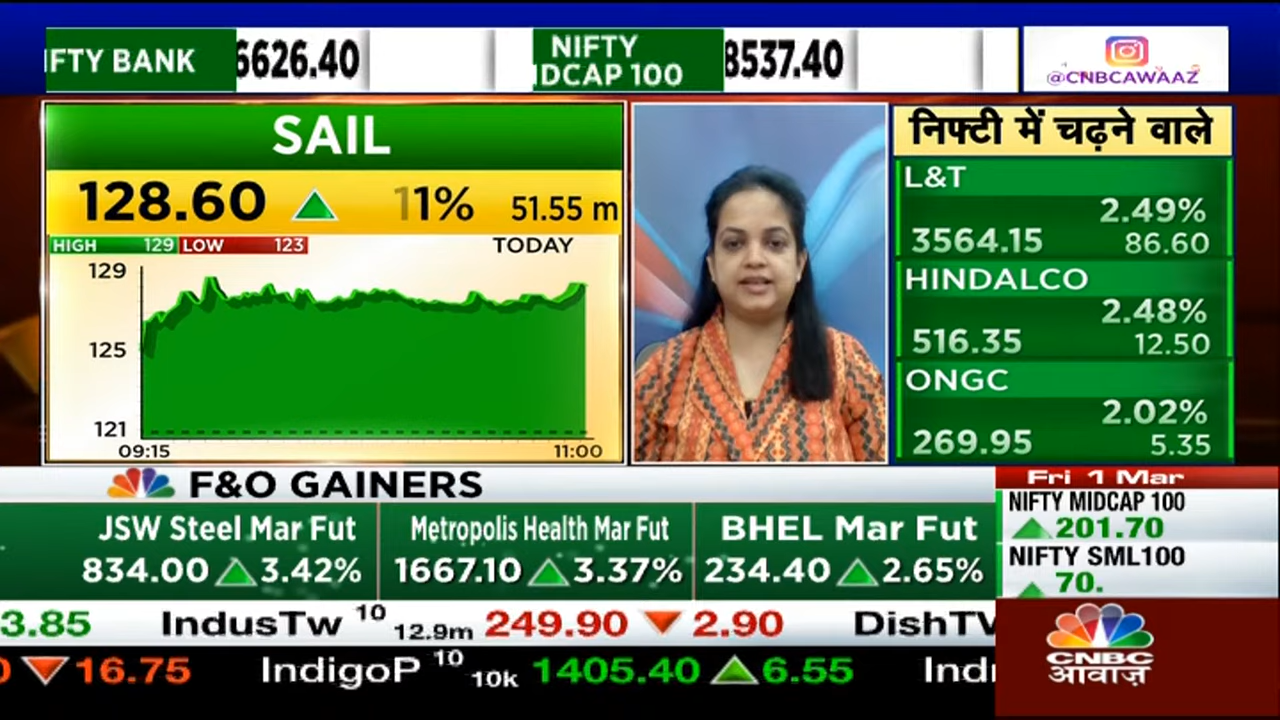 IFTY BANK
6626.40
NIFTY
IDCAP 100
8537.40
@CNBCAWAAZ
SAIL
128.60 11% 51.55 m
HIGH 129 LOW 123 TODAY
129
125
121
09:15 11:00
निफ्टी में चढ़ने वाले
L&T
2.49%
3564.15 86.60
HINDALCO
2.48%
516.35 12.50
ONGC
2.02%
269.95 5.35
F&O GAINERS
JSW Steel Mar Fut
834.00 3.42%
Metropolis Health Mar Fut
1667.10 3.37%
BHEL Mar Fut
234.40 2.65%
Fri 1 Mar
NIFTY MIDCAP 100
201.70
NIFTY SML100
70.
3.85 IndusTw 10 12.9m 249.90 2.90 DishTV
16.75 IndigoP 10 10k 1405.40 6.55 Ind
CNBC
आवाज़